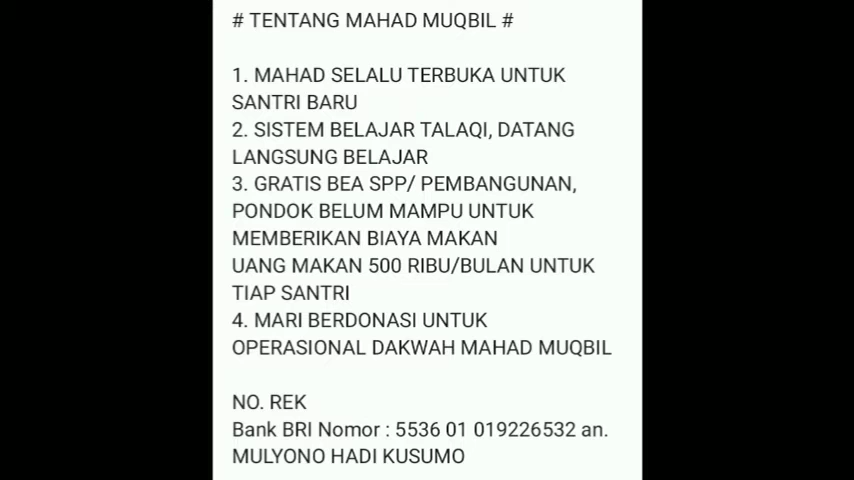 # TENTANG MAHAD MUQBIL #
1. MAHAD SELALU TERBUKA UNTUK
SANTRI BARU
2. SISTEM BELAJAR TALAQI, DATANG
LANGSUNG BELAJAR
3. GRATIS BEA SPP/ PEMBANGUNAN,
PONDOK BELUM MAMPU UNTUK
MEMBERIKAN BIAYA MAKAN
UANG MAKAN 500 RIBU/BULAN UNTUK
TIAP SANTRI
4. MARI BERDONASI UNTUK
OPERASIONAL DAKWAH MAHAD MUQBIL
NO. REK
Bank BRI Nomor : 5536 01 019226532 an.
MULYONO HADI KUSUMO